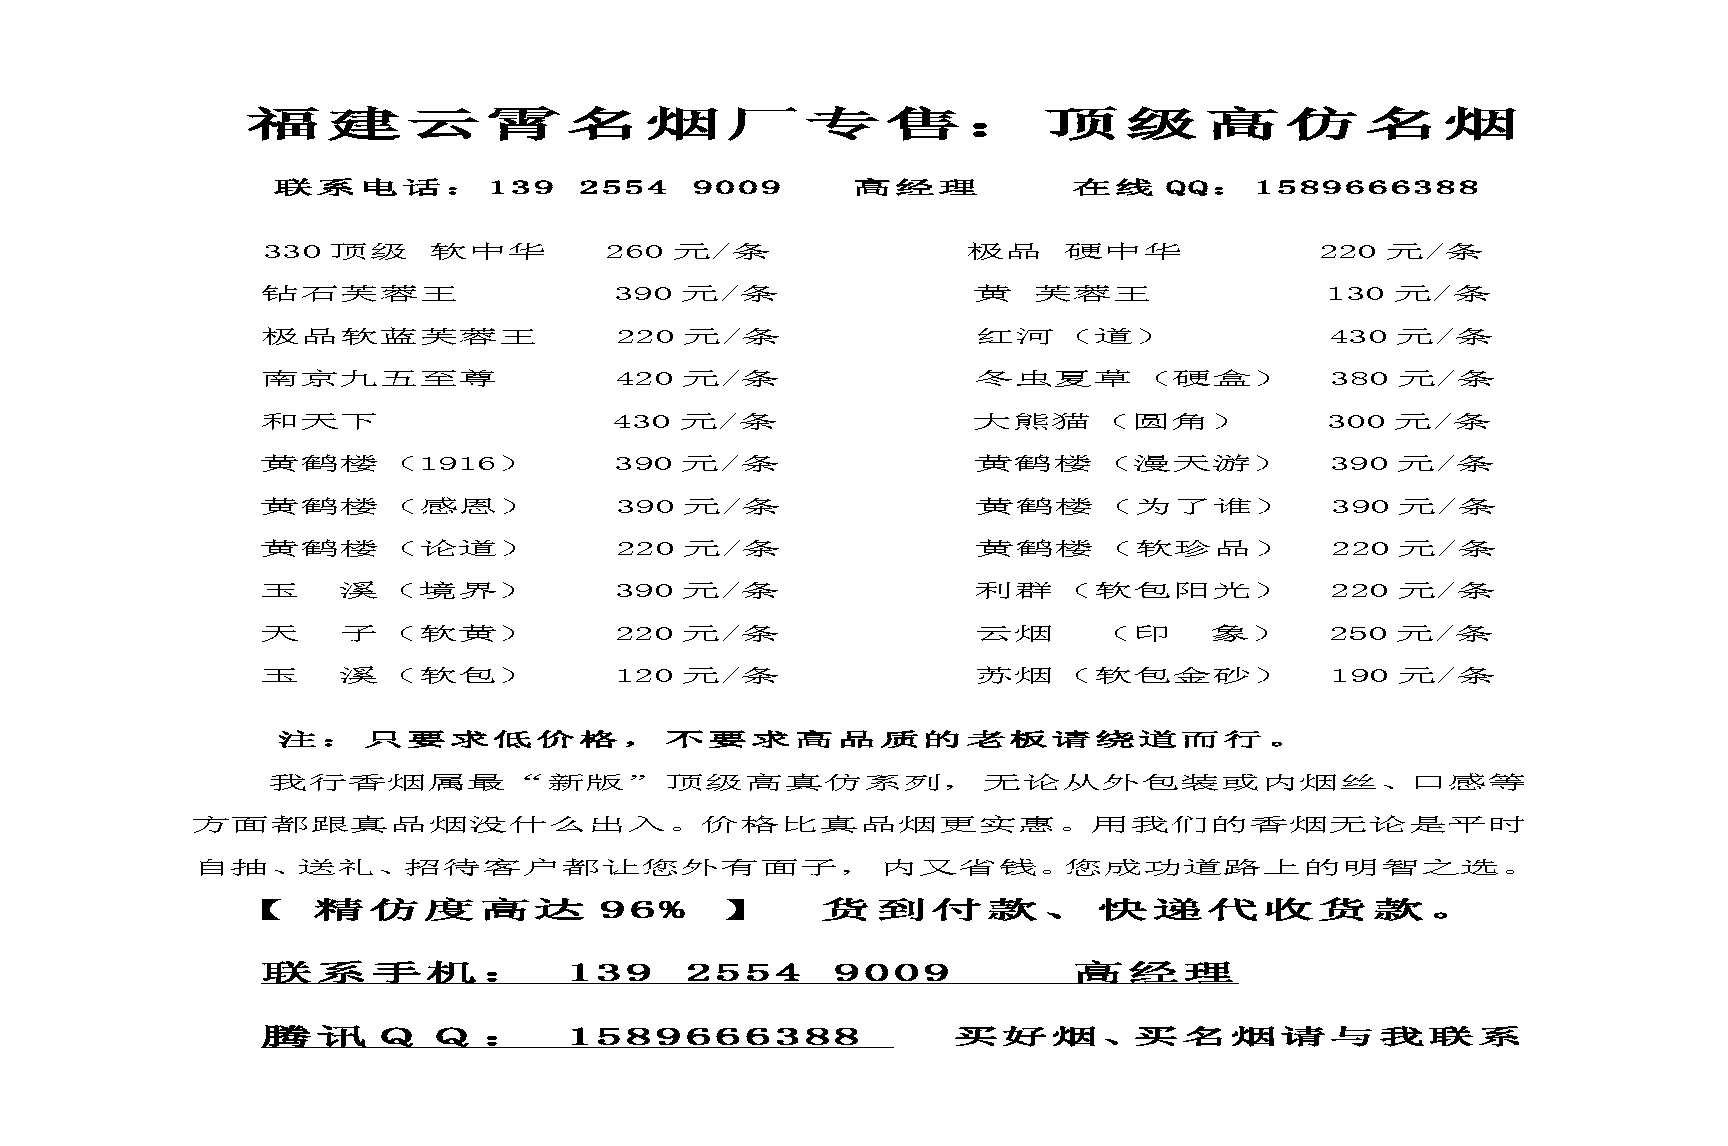 福建云霄名烟厂专售：顶级高仿名烟
联系电话：139 2554 9009 高经理 在线QQ：1589666388
330顶级 软中华 260元/条 极品 硬中华 220元/条
钻石芙蓉王 390元/条 黄 芙蓉王 130元/条
极品软蓝芙蓉王 220元/条 红河（道） 430元/条
南京九五至尊 420元/条 冬虫夏草（硬盒） 380元/条
和天下 430元/条 大熊猫（圆角） 300元/条
黄鹤楼（1916） 390元/条 黄鹤楼（漫天游） 390元/条
黄鹤楼（感恩） 390元/条 黄鹤楼（为了谁） 390元/条
黄鹤楼（论道） 220元/条 黄鹤楼（软珍品） 220元/条
玉 溪（境界） 390元/条 利群（软包阳光） 220元/条
天 子（软黄） 220元/条 云烟 （印 象） 250元/条
玉 溪（软包） 120元/条 苏烟（软包金砂） 190元/条
注：只要求低价格，不要求高品质的老板请绕道而行。
我行香烟属最“新版”顶级高真仿系列，无论从外包装或内烟丝、口感等
方面都跟真品烟没什么出入。价格比真品烟更实惠。用我们的香烟无论是平时
自抽、送礼、招待客户都让您外有面子，内又省钱。您成功道路上的明智之选。
【 精仿度高达96% 】 货到付款、快递代收货款。
联系手机： 139 2554 9009 高经理
腾讯QQ： 1589666388 买好烟、买名烟请与我联系